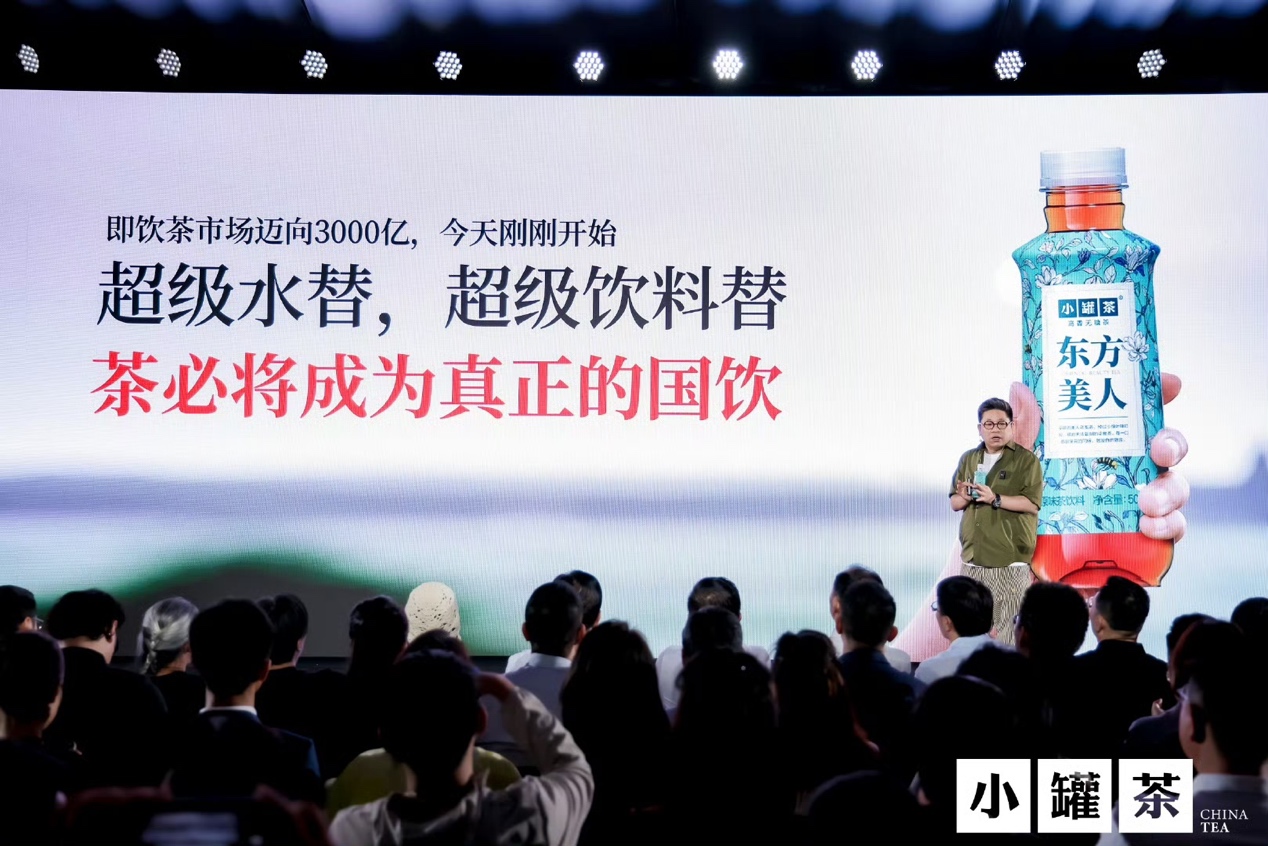 即饮茶市场迈向3000亿，今天刚刚开始
超级水替，超级饮料替
茶必将成为真正的国饮
小罐茶®
高香无糖茶
东方
美人
味茶饮料 净含量:50
小罐茶
CHINA
TEA